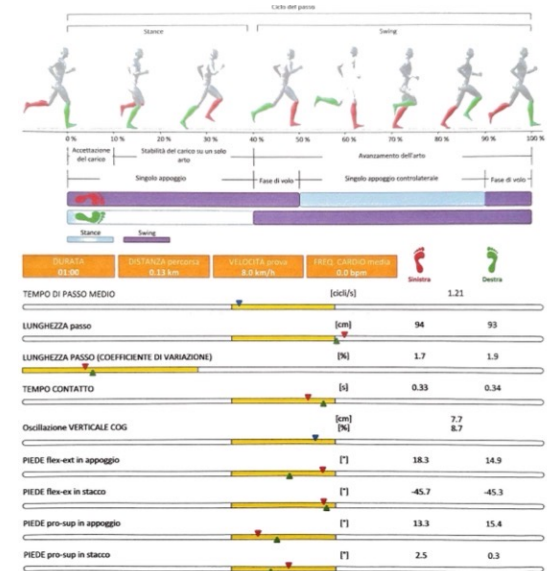 Ciclo del passo
Stance Swing
0 % 10 % 20 % 30 % 40 % 50 % 60 % 70 % 80 % 90 % 100 %
Accettazione del carico
Stabilità del carico su un solo arto
Avanzamento dell'arto
Singolo appoggio Fase di volo Singolo appoggio controlaterale Fase di volo
Stance Swing
DURATA DISTANZA percorsa VELOCITÀ prova FREQ. CARDIO media
01:00 0.13 km 8.0 km/h 0.0 bpm
Sinistra Destra
TEMPO DI PASSO MEDIO [cicli/s] 1.21
LUNGHEZZA passo [cm] 94 93
LUNGHEZZA PASSO (COEFFICIENTE DI VARIAZIONE) [%] 1.7 1.9
TEMPO CONTATTO [s] 0.33 0.34
Oscillazione VERTICALE COG [cm] 7.7
[%] 8.7
PIEDE flex-ext in appoggio [°] 18.3 14.9
PIEDE flex-ex in stacco [°] -45.7 -45.3
PIEDE pro-sup in appoggio [°] 13.3 15.4
PIEDE pro-sup in stacco [°] 2.5 0.3